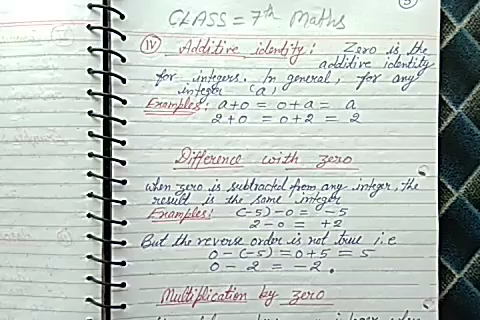 CLASS = 7th Maths
(iv) Additive identity: Zero is the
additive identity
for integers. In general, for any
integer (a)
Examples: a+0 = 0+a = a
2+0 = 0+2 = 2
Difference with zero
when zero is subtracted from any integer, the
result is the same integer
Examples: (-5)-0 = -5
2-0 = +2
But the reverse order is not true i.e
0-(-5) = 0+5 = 5
0 - 2 = -2.
Multiplication by zero